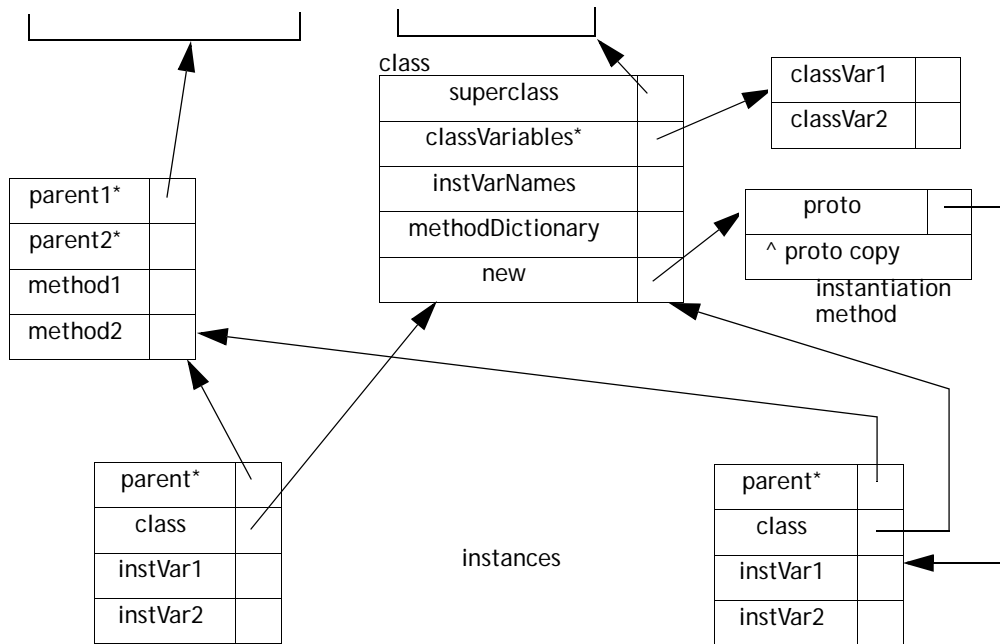 class
superclass
classVariables*
instVarNames
methodDictionary
new
classVar1
classVar2
parent1*
parent2*
method1
method2
proto
^ proto copy
instantiation
method
parent*
class
instVar1
instVar2
instances
parent*
class
instVar1
instVar2